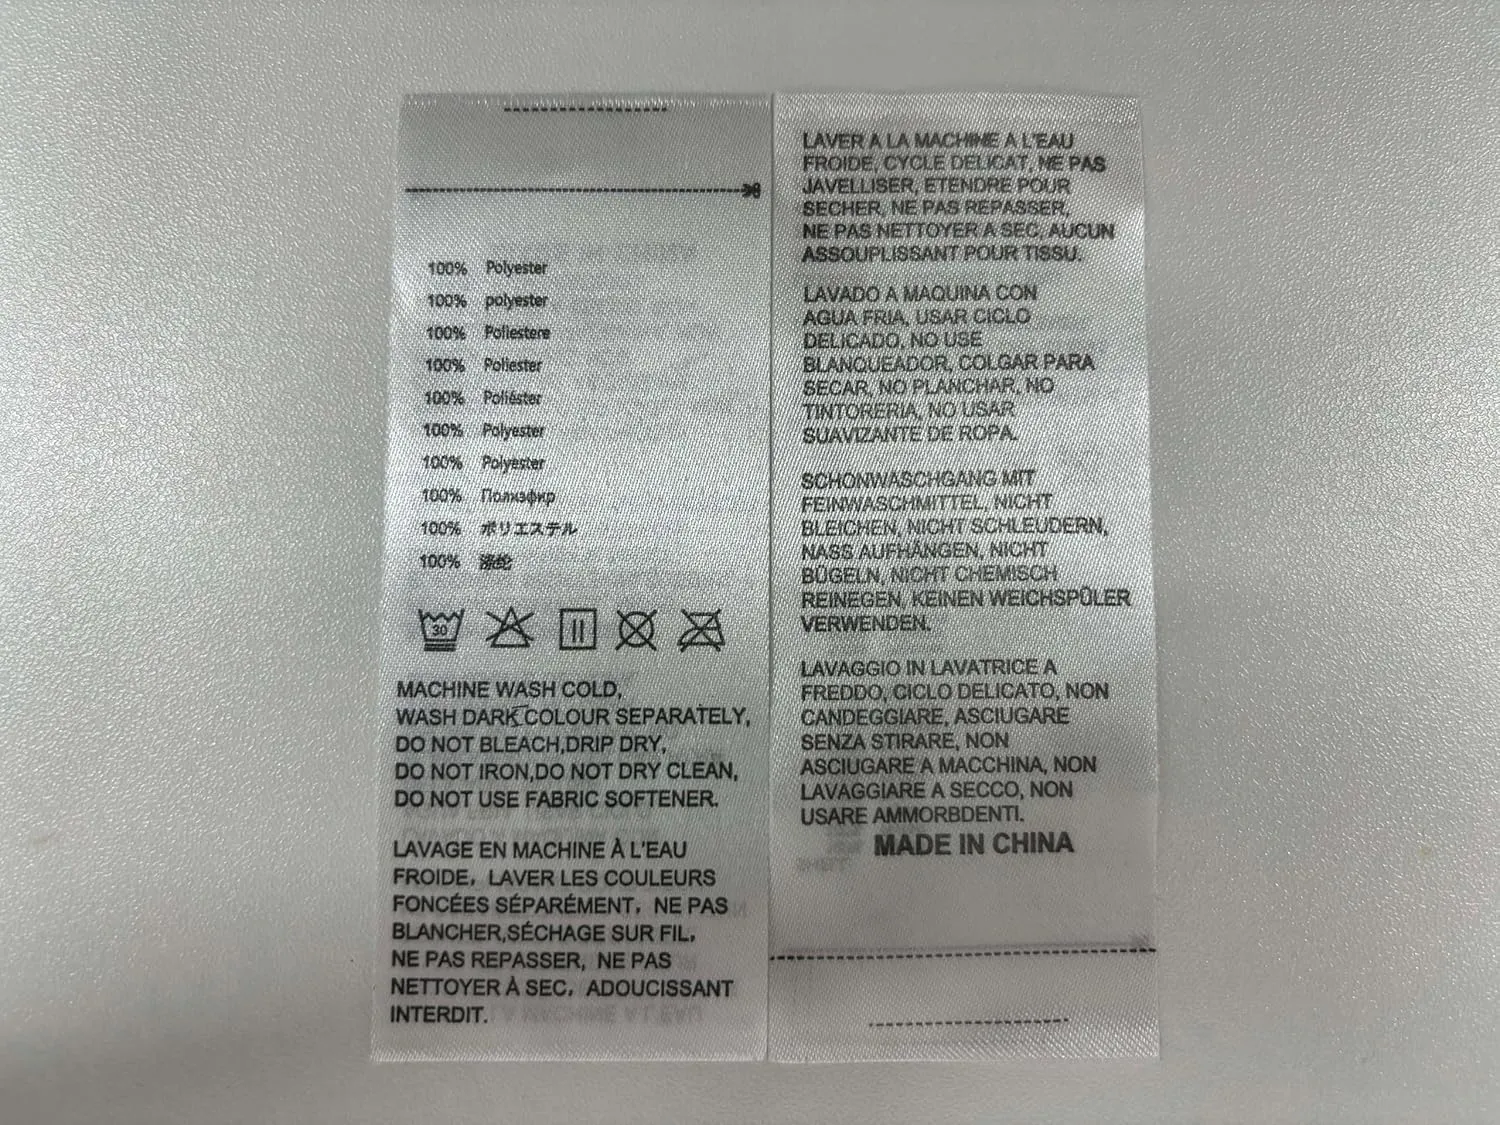 100% Polyester
100% polyester
100% Poliestere
100% Poliester
100% Poliéster
100% Polyester
100% Polyester
100% Полиэфир
100% ポリエステル
100% 涤纶
30
MACHINE WASH COLD,
WASH DARK COLOUR SEPARATELY,
DO NOT BLEACH,DRIP DRY,
DO NOT IRON,DO NOT DRY CLEAN,
DO NOT USE FABRIC SOFTENER.
LAVAGE EN MACHINE À L'EAU
FROIDE, LAVER LES COULEURS
FONCÉES SÉPARÉMENT, NE PAS
BLANCHER,SÉCHAGE SUR FIL,
NE PAS REPASSER, NE PAS
NETTOYER À SEC, ADOUCISSANT
INTERDIT.
LAVER A LA MACHINE A L'EAU
FROIDE, CYCLE DELICAT, NE PAS
JAVELLISER, ETENDRE POUR
SECHER, NE PAS REPASSER,
NE PAS NETTOYER A SEC, AUCUN
ASSOUPLISSANT POUR TISSU.
LAVADO A MAQUINA CON
AGUA FRIA, USAR CICLO
DELICADO, NO USE
BLANQUEADOR, COLGAR PARA
SECAR, NO PLANCHAR, NO
TINTORERIA, NO USAR
SUAVIZANTE DE ROPA.
SCHONWASCHGANG MIT
FEINWASCHMITTEL, NICHT
BLEICHEN, NICHT SCHLEUDERN,
NASS AUFHÄNGEN, NICHT
BÜGELN, NICHT CHEMISCH
REINEGEN, KEINEN WEICHSPÜLER
VERWENDEN.
LAVAGGIO IN LAVATRICE A
FREDDO, CICLO DELICATO, NON
CANDEGGIARE, ASCIUGARE
SENZA STIRARE, NON
ASCIUGARE A MACCHINA, NON
LAVAGGIARE A SECCO, NON
USARE AMMORBDENTI.
MADE IN CHINA